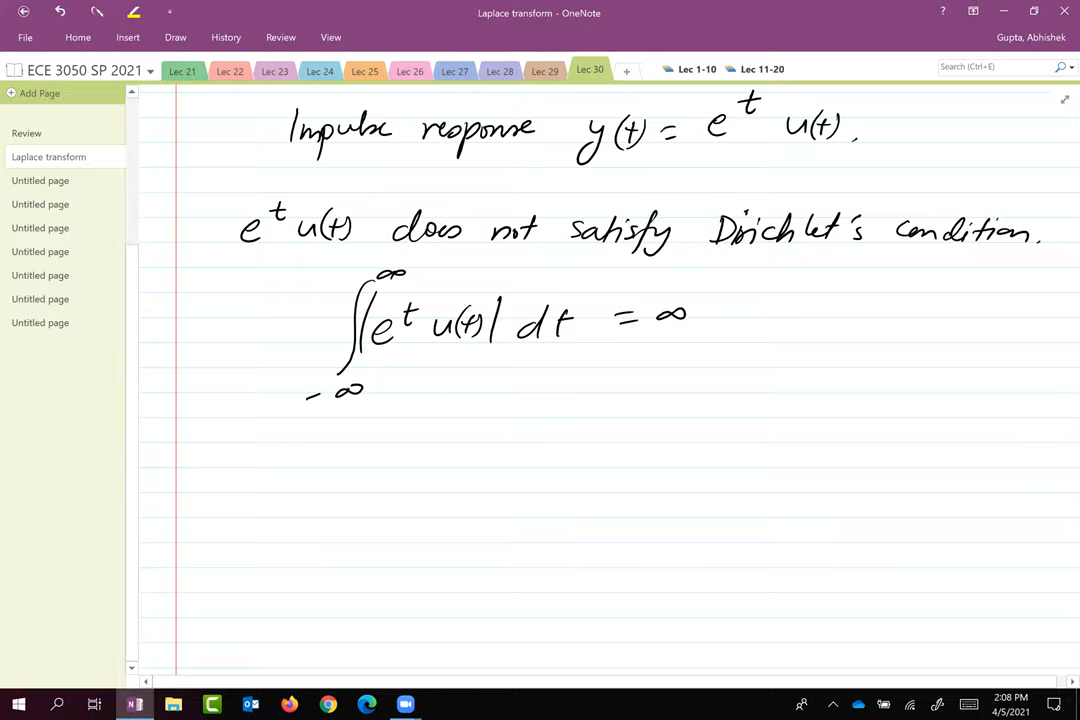 Laplace transform - OneNote
File Home Insert Draw History Review View Gupta, Abhishek
ECE 3050 SP 2021 Lec 21 Lec 22 Lec 23 Lec 24 Lec 25 Lec 26 Lec 27 Lec 28 Lec 29 Lec 30 + Lec 1-10 Lec 11-20 Search (Ctrl+E)
Add Page
Review
Laplace transform
Untitled page
Untitled page
Untitled page
Untitled page
Untitled page
Untitled page
Untitled page
Impulse response y(t) = e^t u(t).
e^t u(t) does not satisfy Dirichlet's condition.
∫_{-∞}^{∞} |e^t u(t)| dt = ∞
2:08 PM
4/5/2021